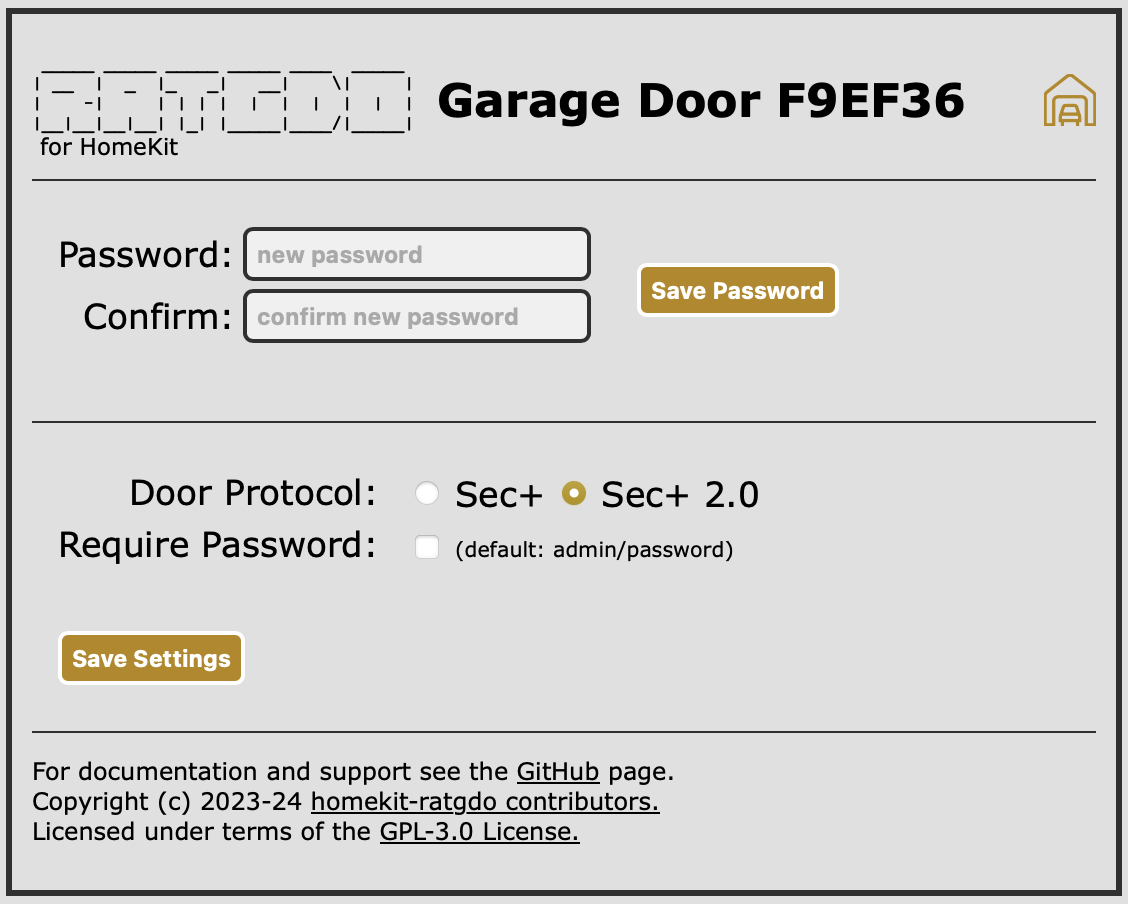 RATGDO
for HomeKit
Garage Door F9EF36
Password: new password
Confirm: confirm new password
Save Password
Door Protocol: Sec+ Sec+ 2.0
Require Password: (default: admin/password)
Save Settings
For documentation and support see the GitHub page.
Copyright (c) 2023-24 homekit-ratgdo contributors.
Licensed under terms of the GPL-3.0 License.